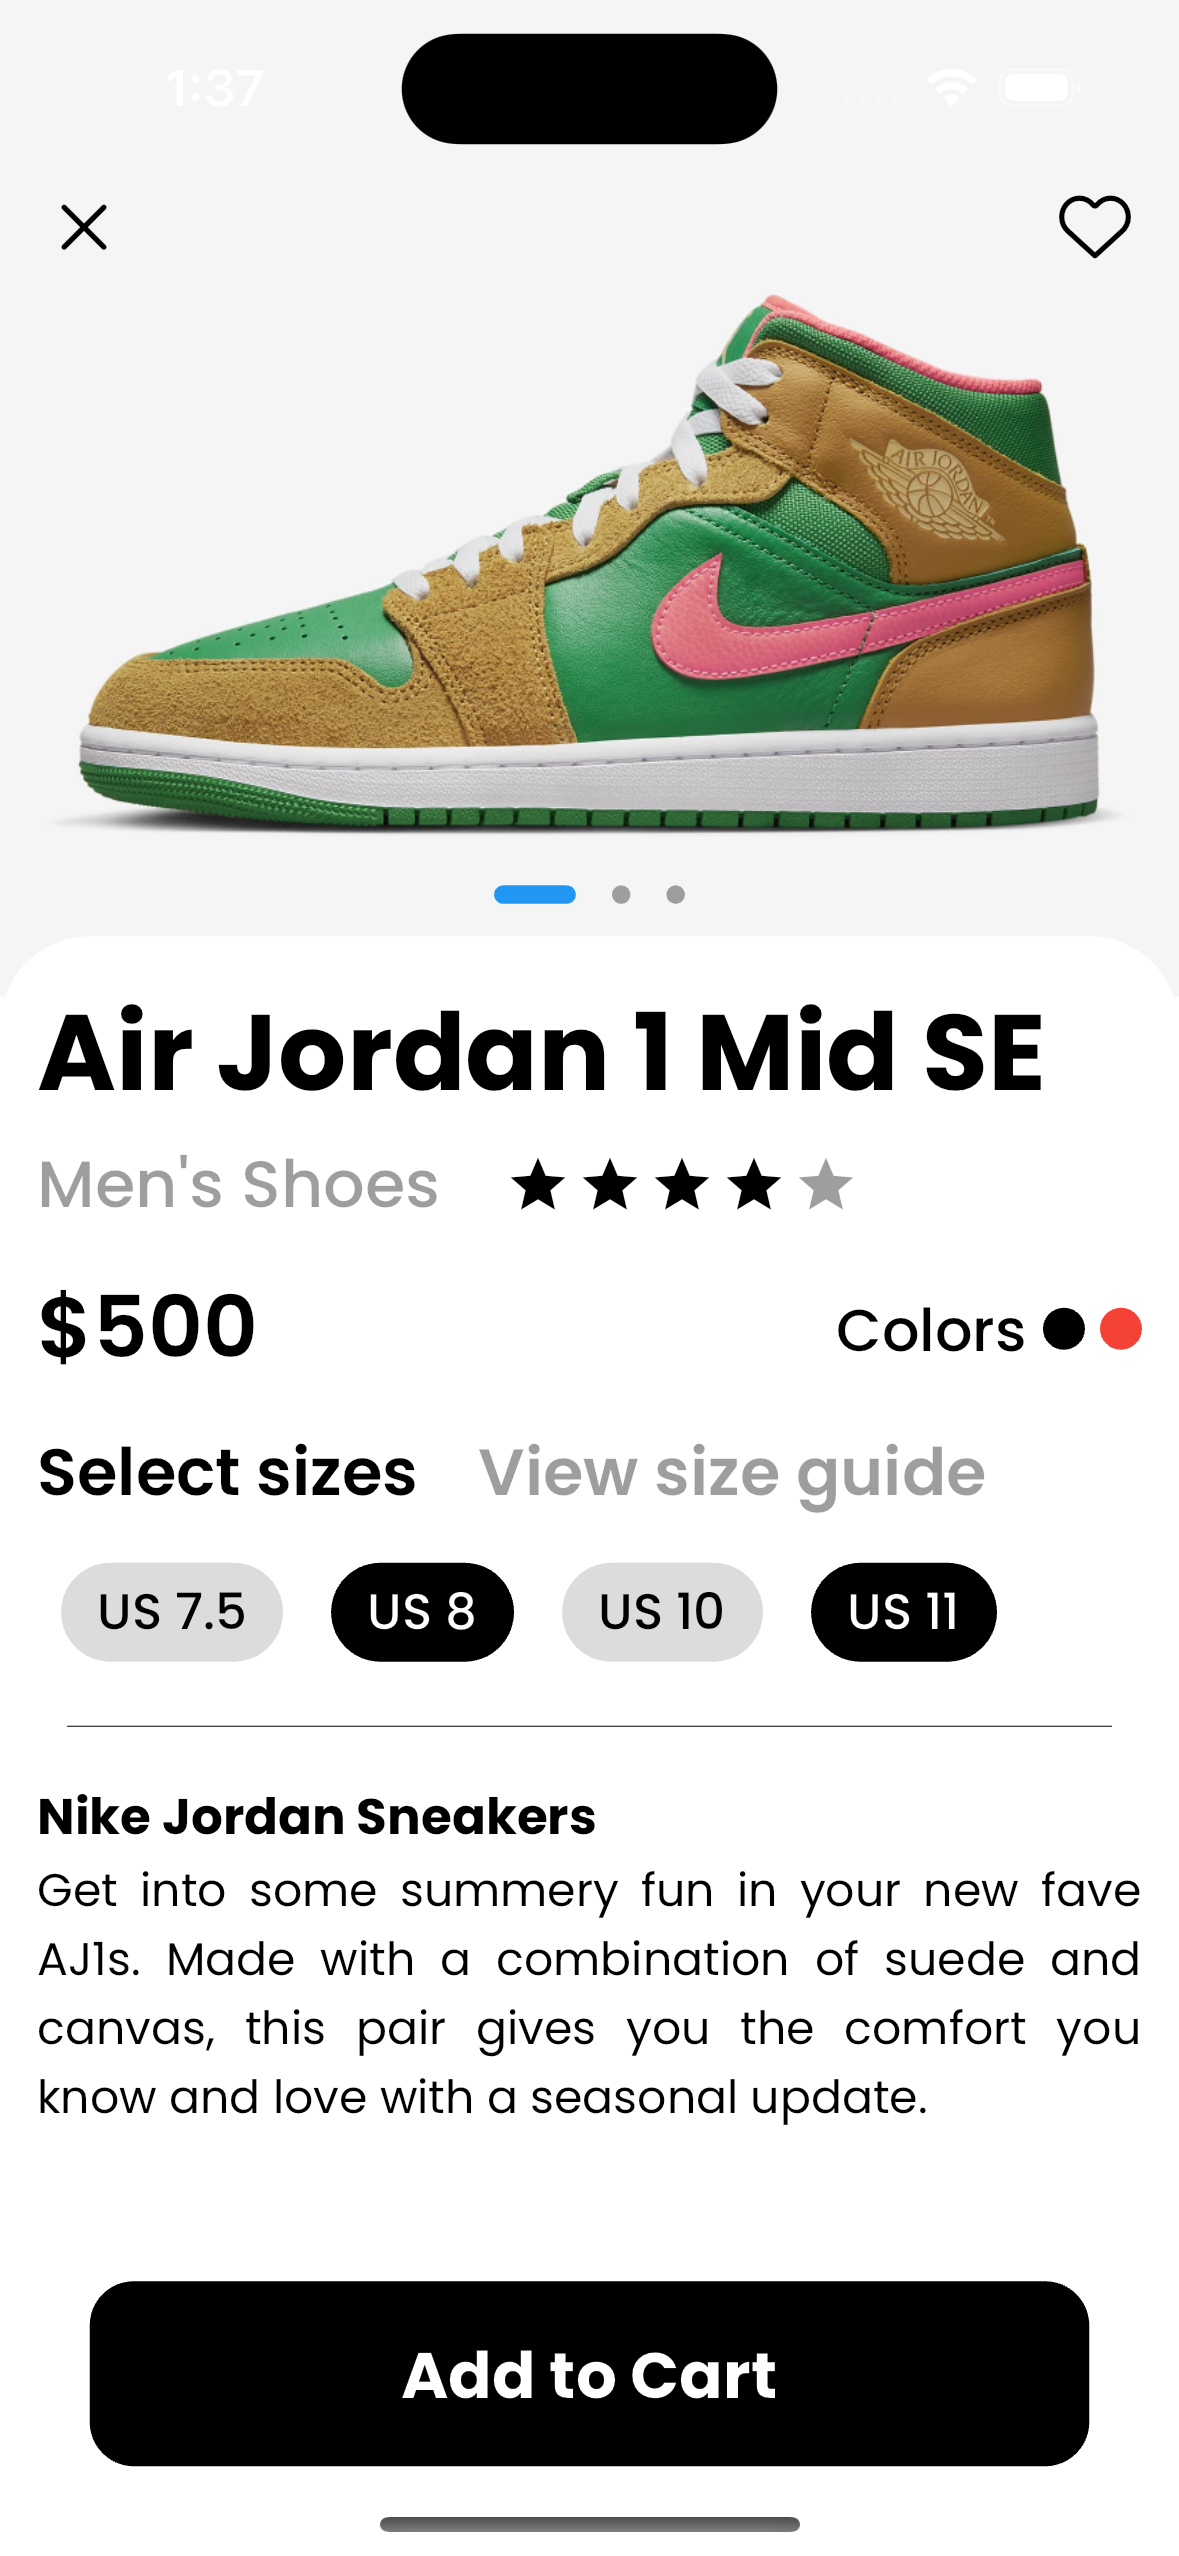 1:37
AIR JORDAN
TM
Air Jordan 1 Mid SE
Men's Shoes
$500
Colors
Select sizes View size guide
US 7.5 US 8 US 10 US 11
Nike Jordan Sneakers
Get into some summery fun in your new fave
AJ1s. Made with a combination of suede and
canvas, this pair gives you the comfort you
know and love with a seasonal update.
Add to Cart